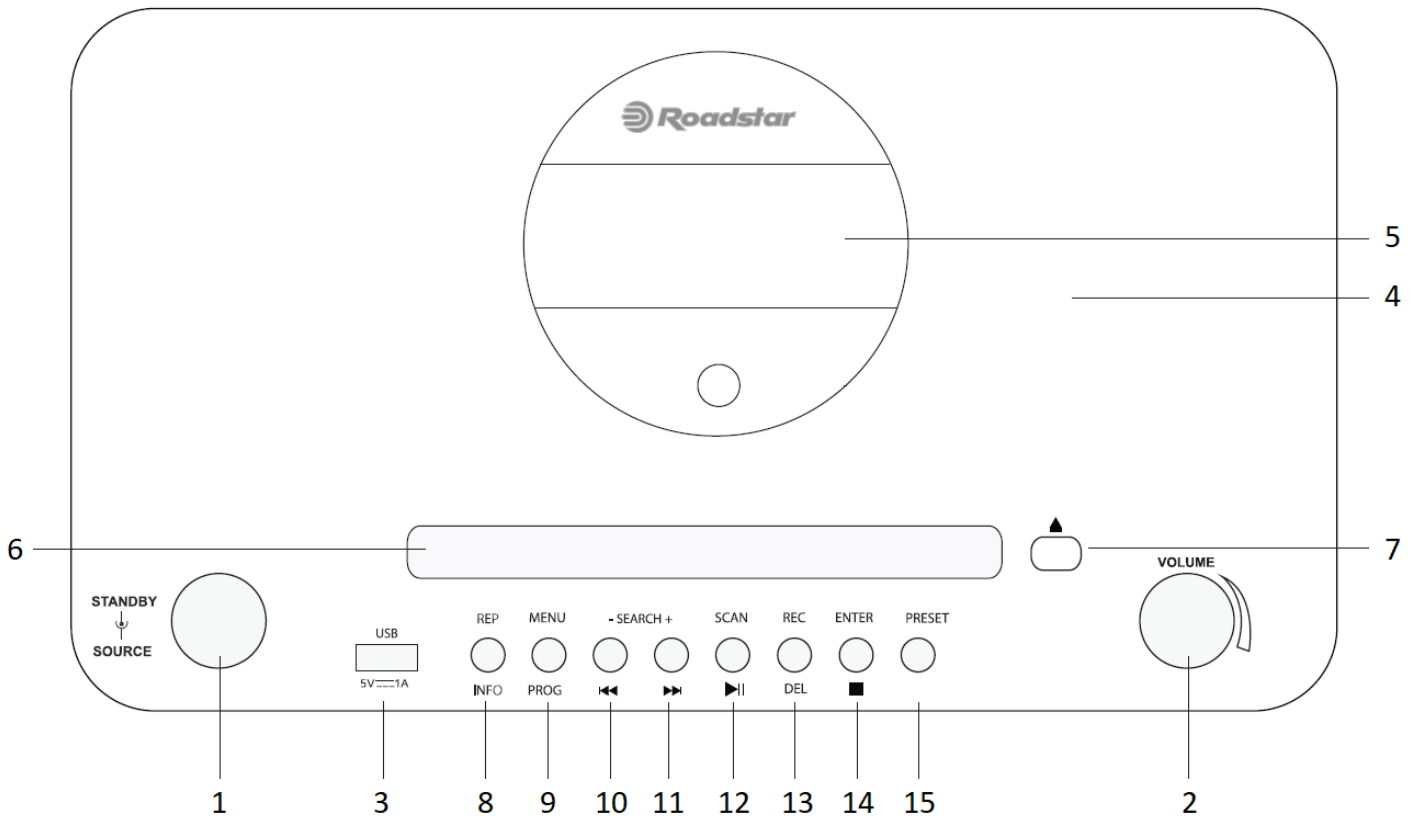 Roadstar
5
4
6
7
VOLUME
STANDBY
SOURCE
USB
REP MENU - SEARCH + SCAN REC ENTER PRESET
5V 1A
INFO PROG DEL
1 3 8 9 10 11 12 13 14 15 2